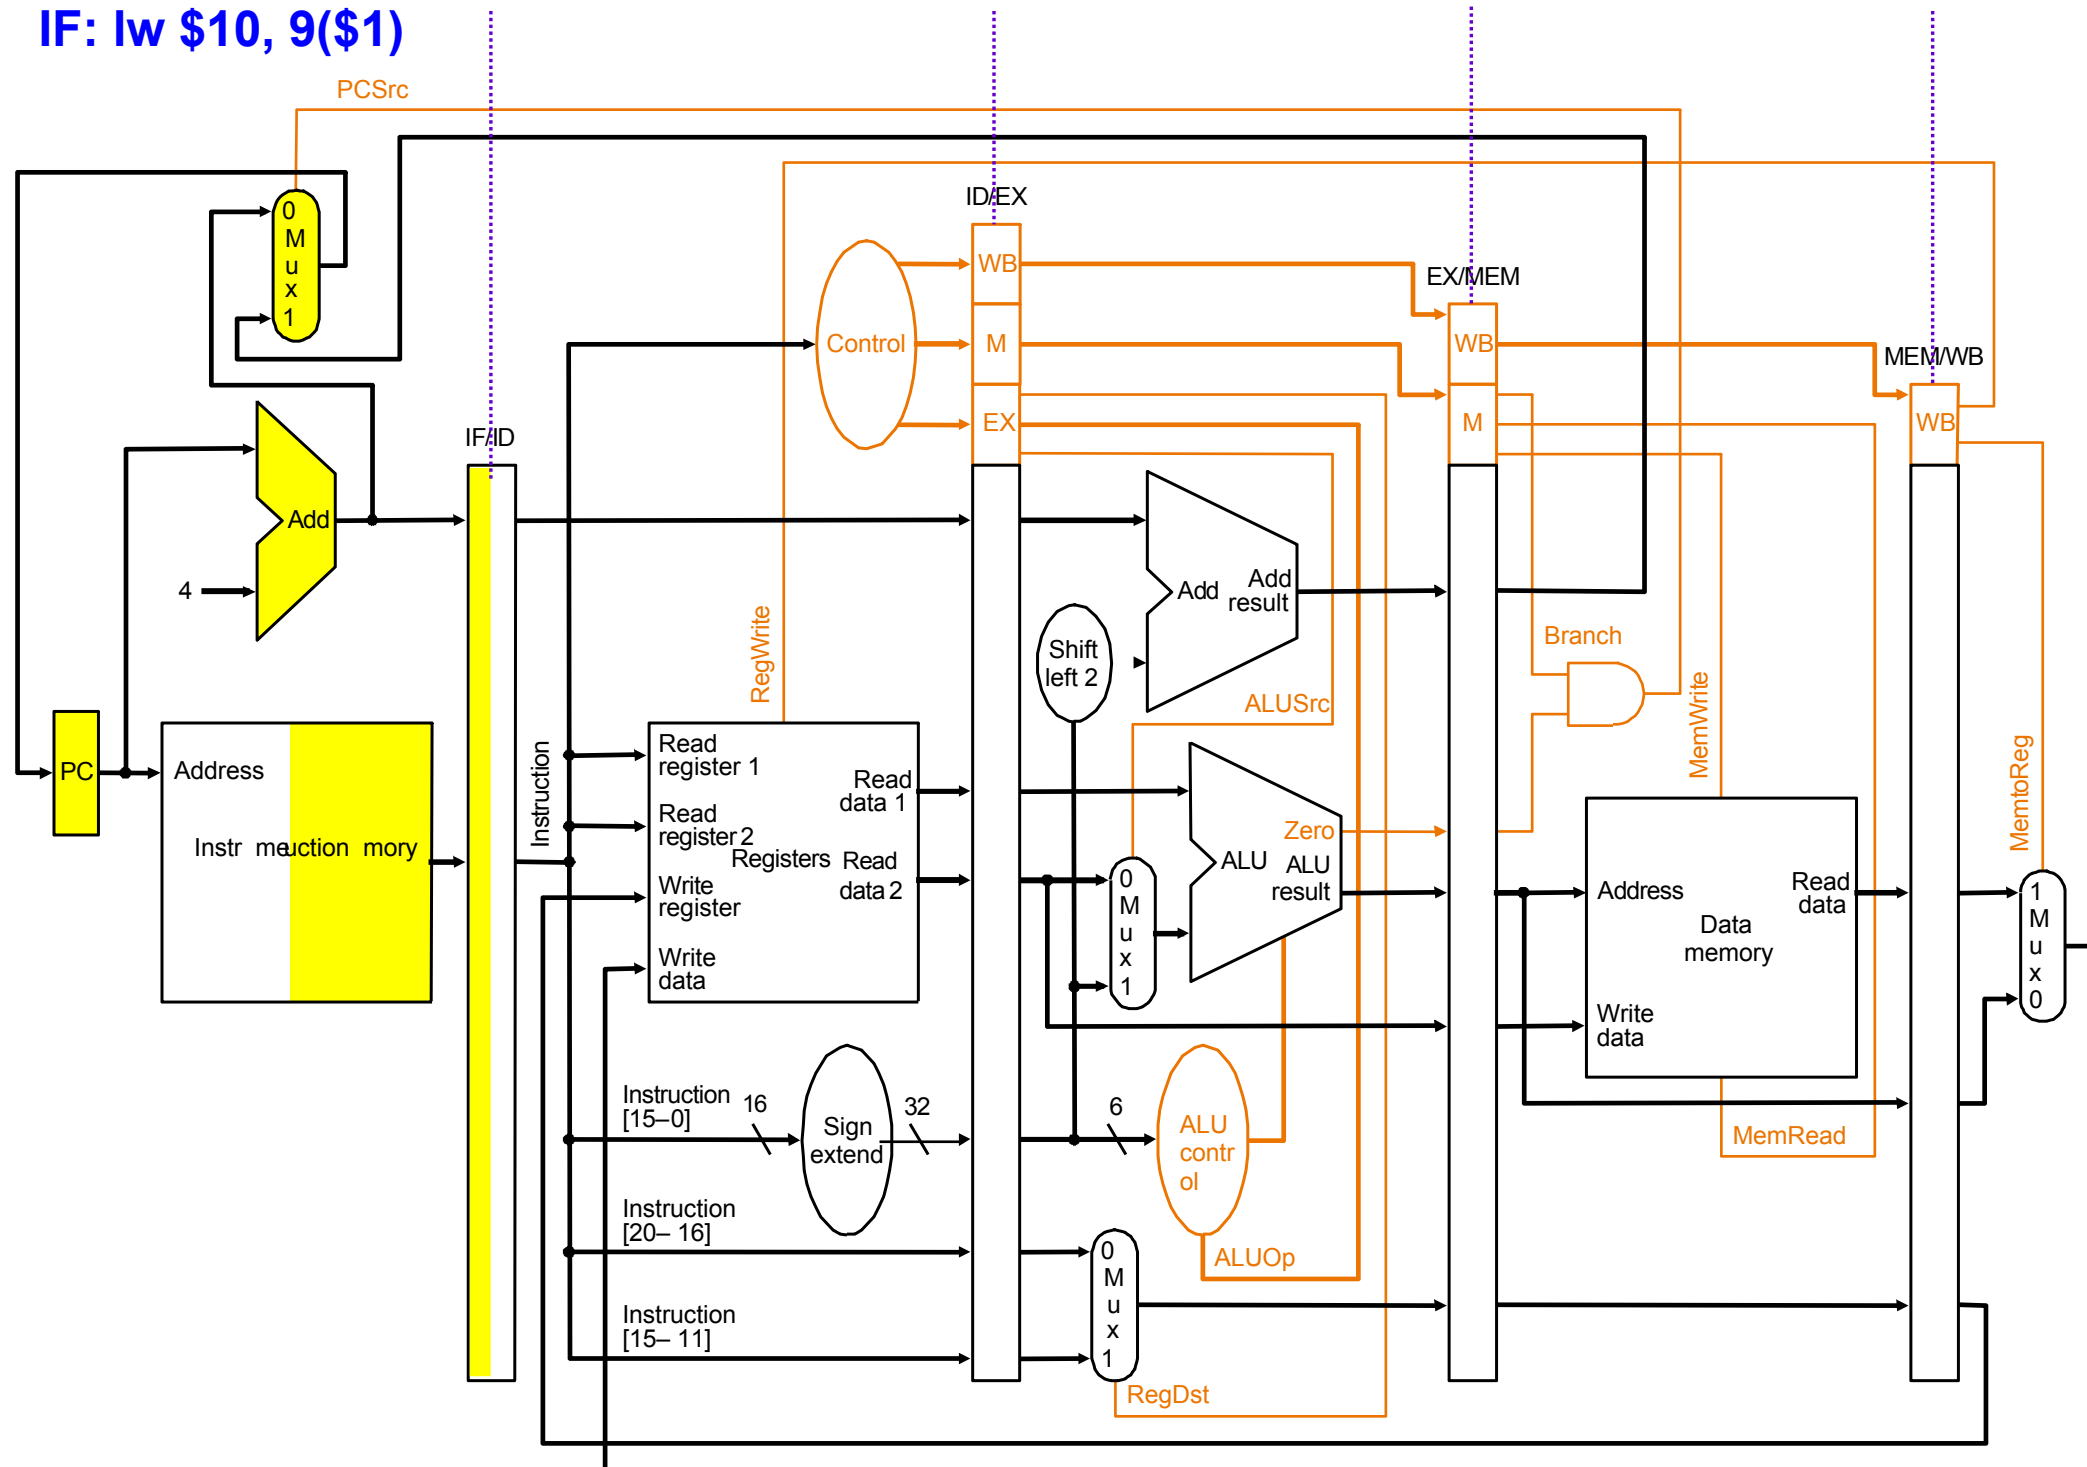 IF: lw $10, 9($1)
PCSrc
ID/EX
0
M
u
x
1
WB
EX/MEM
Control
M
WB
MEM/WB
EX
M
WB
IF/ID
Add
4
Add
Add
result
Shift
left 2
Branch
RegWrite
ALUSrc
MemWrite
PC
Address
Instr meuction mory
Instruction
Read
register 1
Read
data 1
Read
register 2
Registers
Read
data 2
Write
register
Write
data
Zero
ALU
ALU
result
0
M
u
x
1
Address
Read
data
Data
memory
Write
data
MemtoReg
1
M
u
x
0
Instruction
[15–0]
16
Sign
extend
32
6
ALU
contr
ol
MemRead
Instruction
[20– 16]
ALUOp
0
M
u
x
1
Instruction
[15– 11]
RegDst